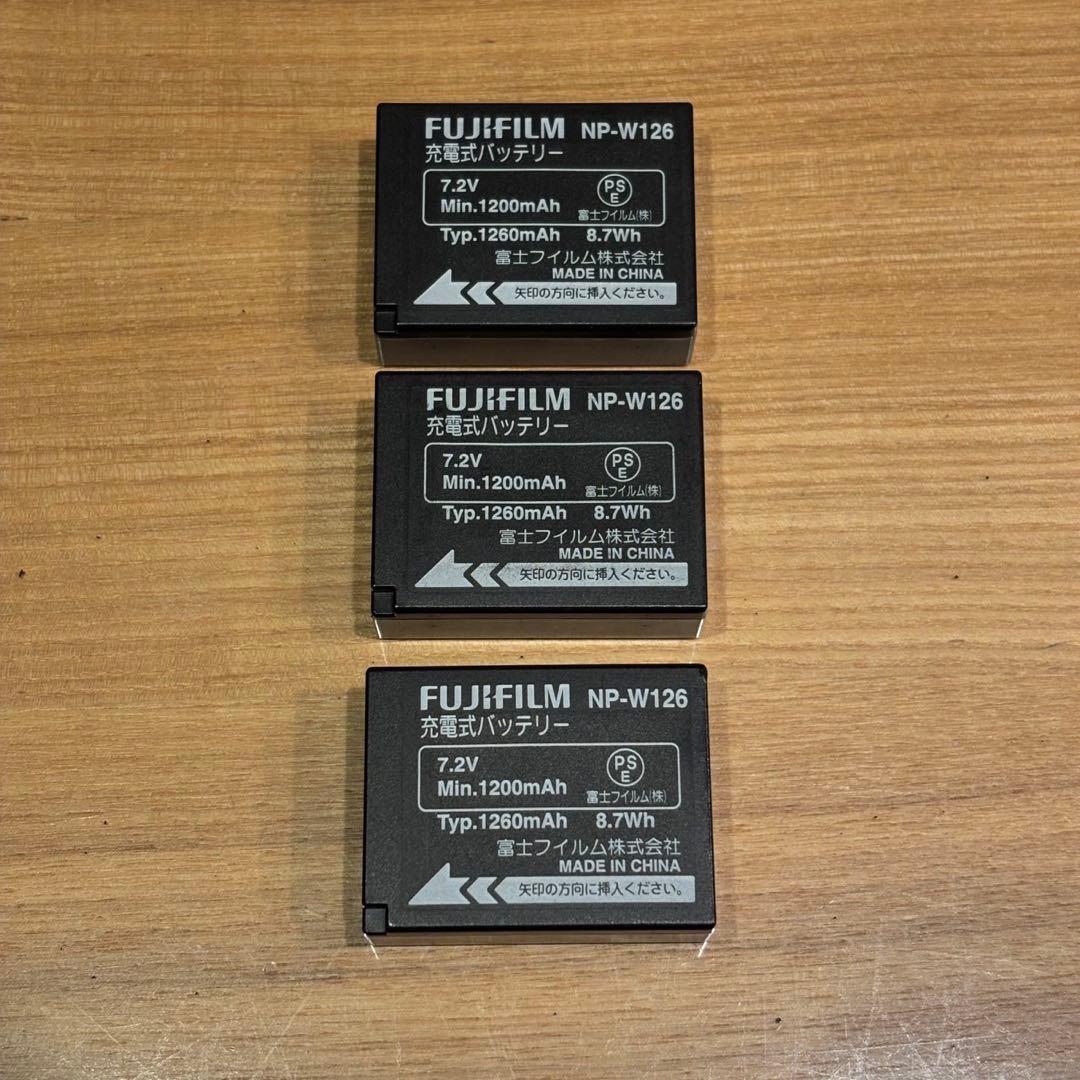 FUJIFILM NP-W126
充電式バッテリー
7.2V
PS
E
Min.1200mAh 富士フイルム(株)
Typ.1260mAh 8.7Wh
富士フイルム株式会社
MADE IN CHINA
矢印の方向に挿入ください。
FUJIFILM NP-W126
充電式バッテリー
7.2V
PS
E
Min.1200mAh 富士フイルム(株)
Typ.1260mAh 8.7Wh
富士フイルム株式会社
MADE IN CHINA
矢印の方向に挿入ください。
FUJIFILM NP-W126
充電式バッテリー
7.2V
PS
E
Min.1200mAh 富士フイルム(株)
Typ.1260mAh 8.7Wh
富士フイルム株式会社
MADE IN CHINA
矢印の方向に挿入ください。